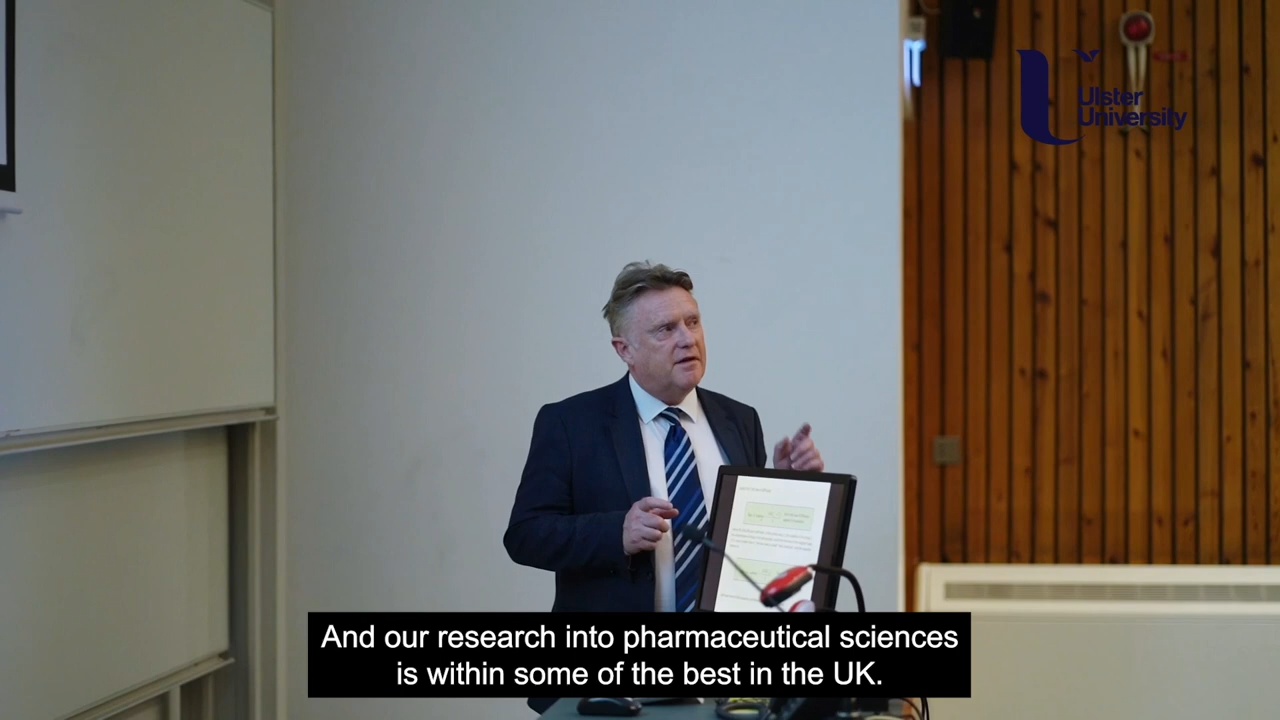 Ulster
University
And our research into pharmaceutical sciences
is within some of the best in the UK.